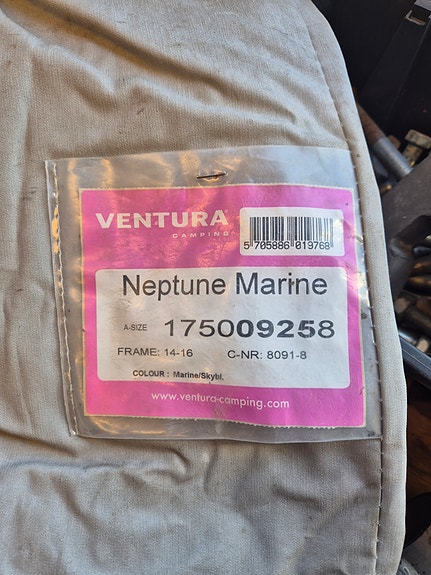 VENTURA
CAMPING
5 705886 019768
Neptune Marine
A-SIZE 175009258
FRAME: 14-16 C-NR: 8091-8
COLOUR : Marine/Skybl.
www.ventura-camping.com